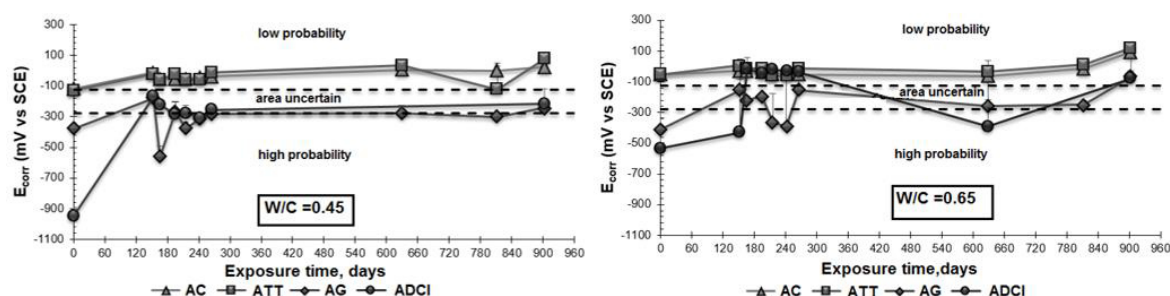 300
100
-100
-300
-500
-700
-900
-1100
E_corr (mV vs SCE)
low probability
area uncertain
high probability
W/C =0.45
0 60 120 180 240 300 360 420 480 540 600 660 720 780 840 900 960
Exposure time, days
AC ATT AG ADCI
300
100
-100
-300
-500
-700
-900
-1100
E_corr (mV vs SCE)
low probability
area uncertain
high probability
W/C =0.65
0 60 120 180 240 300 360 420 480 540 600 660 720 780 840 900 960
Exposure time,days
AC ATT AG ADCI